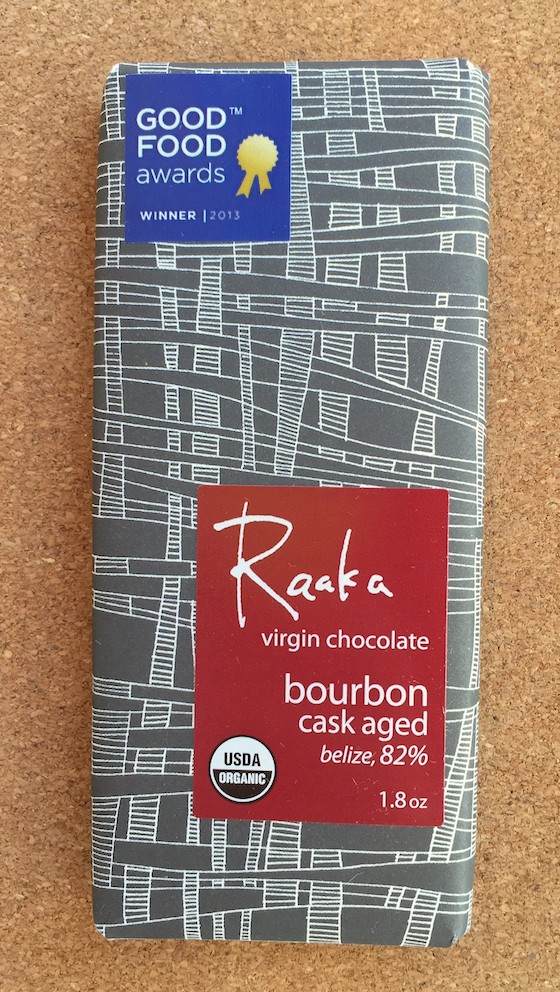 GOOD™
FOOD
awards
WINNER | 2013
Raaka
virgin chocolate
bourbon
cask aged
belize, 82%
USDA
ORGANIC
1.8 oz